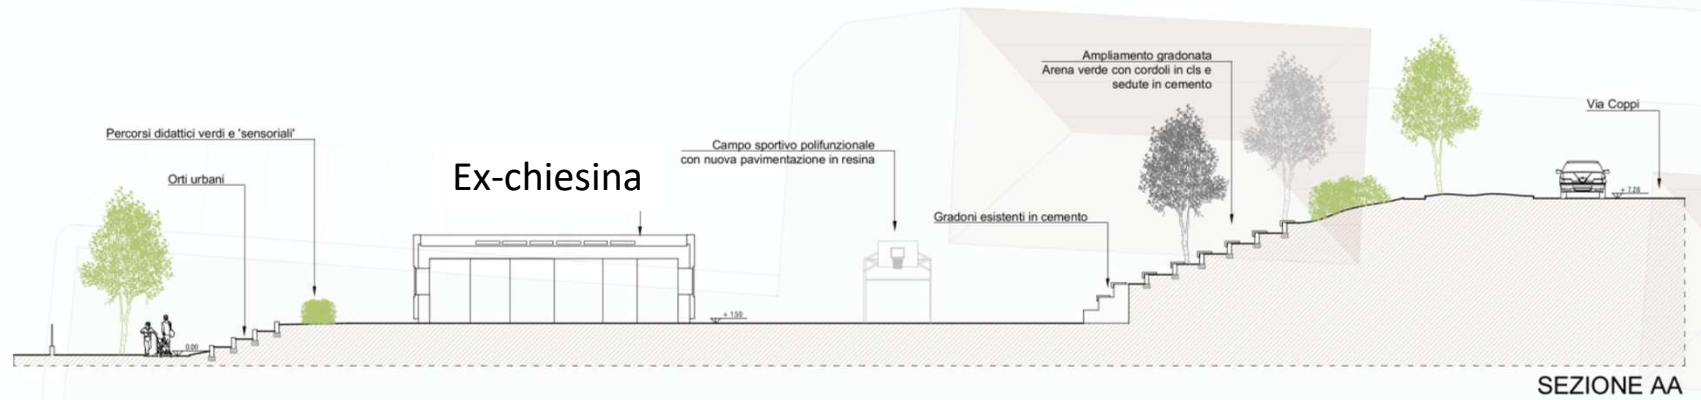 Ampliamento gradonata
Arena verde con cordoli in cls e
sedute in cemento
Via Coppi
Percorsi didattici verdi e 'sensoriali'
Campo sportivo polifunzionale
con nuova pavimentazione in resina
Ex-chiesina
Orti urbani
+ 7.28
Gradoni esistenti in cemento
+ 1.50
0.00
SEZIONE AA